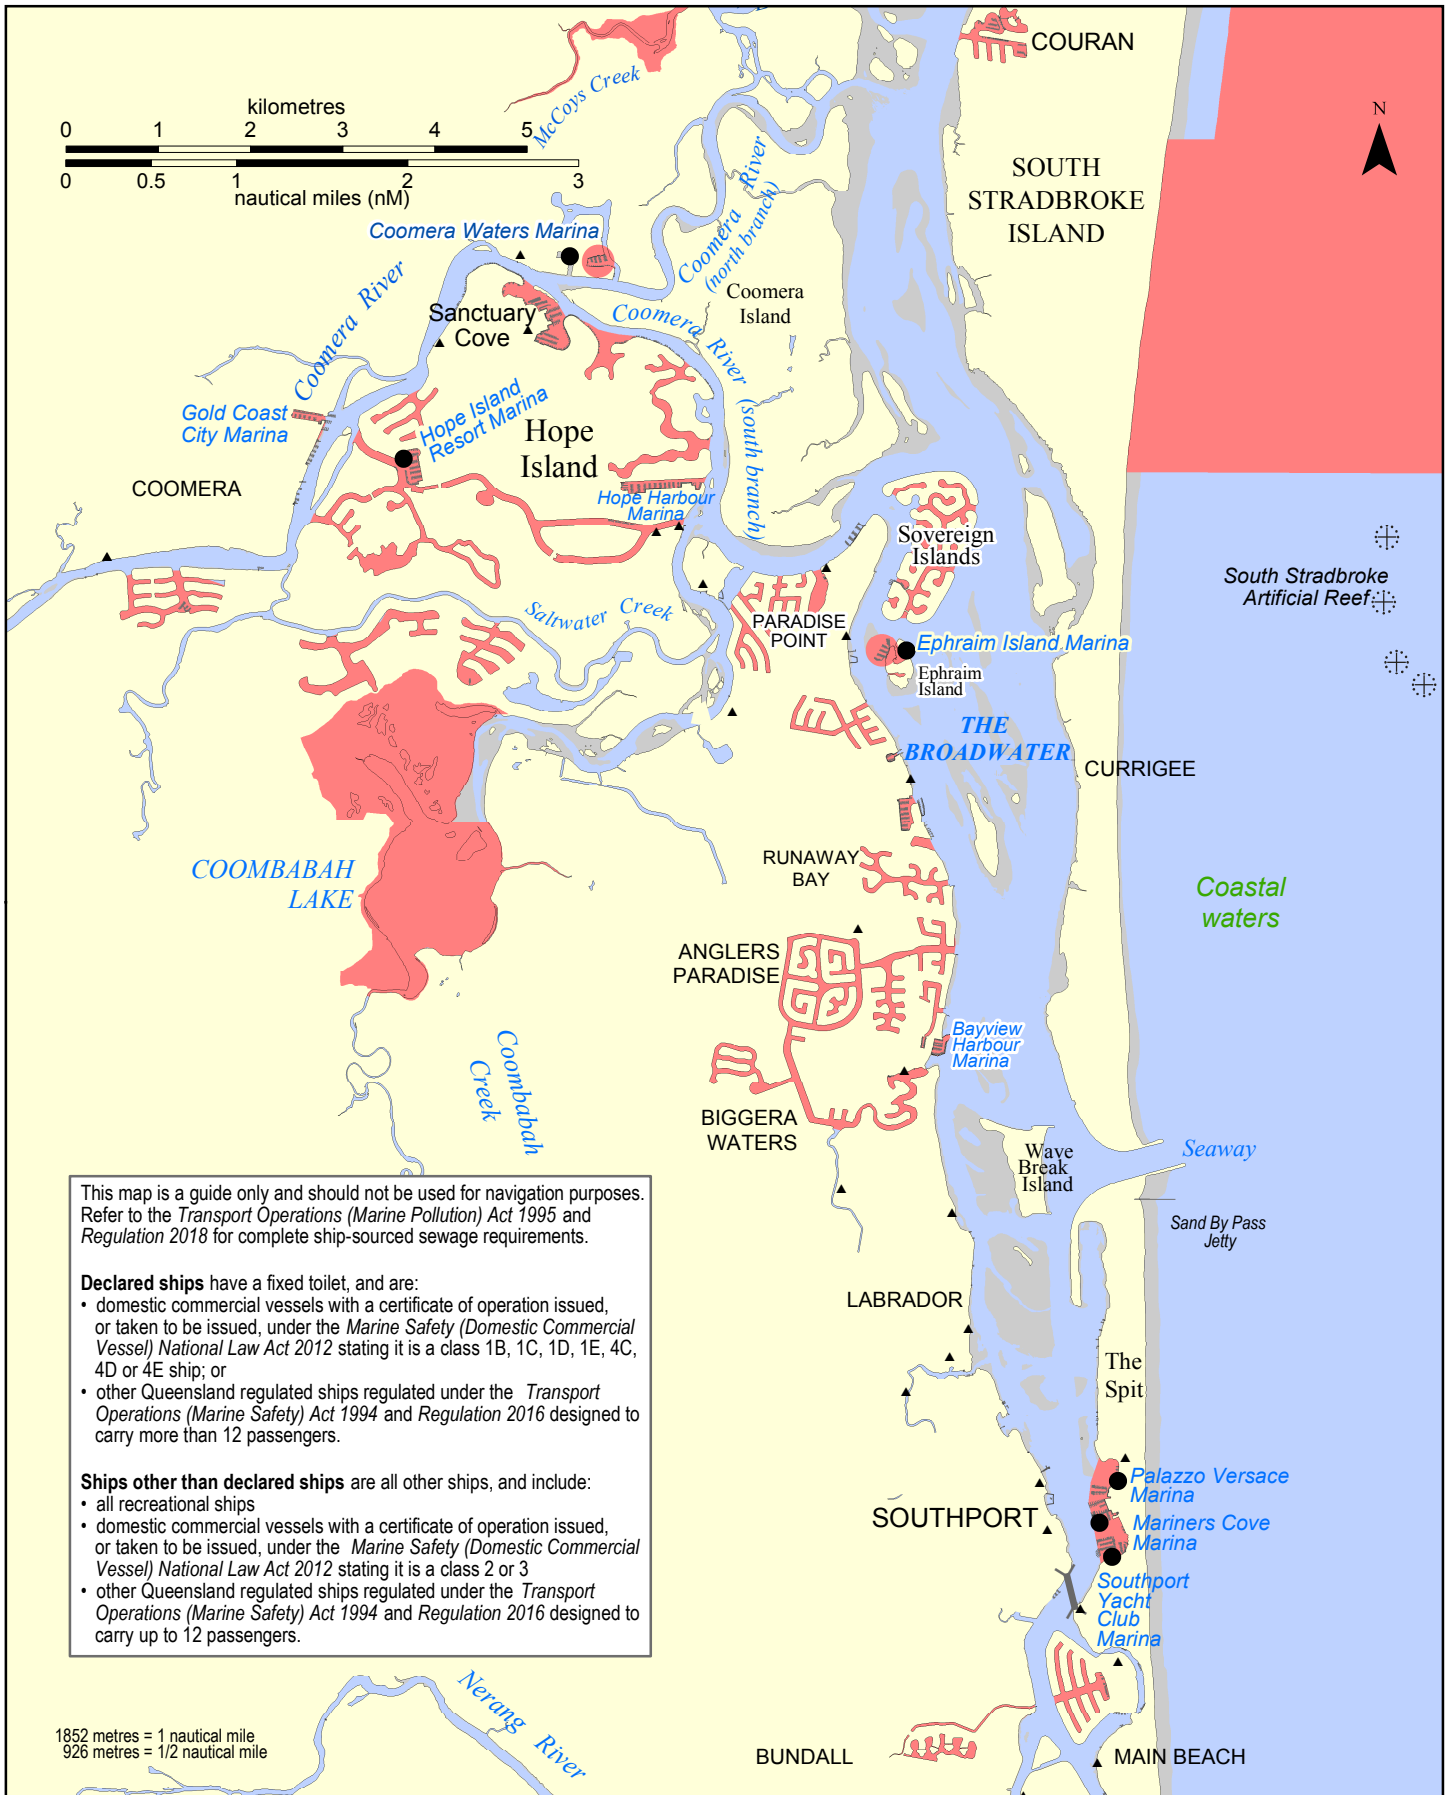 COURAN
kilometres
0 1 2 3 4 5
0 0.5 1 2 3
nautical miles (nM)
McCoys Creek
N
SOUTH
STRADBROKE
ISLAND
Coomera River
(north branch)
Coomera Waters Marina
Coomera River
Coomera
Island
Sanctuary
Cove
Coomera River (south branch)
Gold Coast
City Marina
Hope Island
Resort Marina
Hope
Island
COOMERA
Hope Harbour
Marina
Sovereign
Islands
South Stradbroke
Artificial Reef
Saltwater Creek
PARADISE
POINT
Ephraim Island Marina
Ephraim
Island
THE
BROADWATER
CURRIGEE
COOMBABAH
LAKE
RUNAWAY
BAY
Coastal
waters
ANGLERS
PARADISE
Bayview
Harbour
Marina
Coombabah
Creek
BIGGERA
WATERS
Wave
Break
Island
Seaway
Sand By Pass
Jetty
This map is a guide only and should not be used for navigation purposes.
Refer to the Transport Operations (Marine Pollution) Act 1995 and
Regulation 2018 for complete ship-sourced sewage requirements.
Declared ships have a fixed toilet, and are:
• domestic commercial vessels with a certificate of operation issued,
or taken to be issued, under the Marine Safety (Domestic Commercial
Vessel) National Law Act 2012 stating it is a class 1B, 1C, 1D, 1E, 4C,
4D or 4E ship; or
• other Queensland regulated ships regulated under the Transport
Operations (Marine Safety) Act 1994 and Regulation 2016 designed to
carry more than 12 passengers.
Ships other than declared ships are all other ships, and include:
• all recreational ships
• domestic commercial vessels with a certificate of operation issued,
or taken to be issued, under the Marine Safety (Domestic Commercial
Vessel) National Law Act 2012 stating it is a class 2 or 3
• other Queensland regulated ships regulated under the Transport
Operations (Marine Safety) Act 1994 and Regulation 2016 designed to
carry up to 12 passengers.
LABRADOR
The
Spit
Palazzo Versace
Marina
SOUTHPORT
Mariners Cove
Marina
Southport
Yacht
Club
Marina
Nerang River
1852 metres = 1 nautical mile
926 metres = 1/2 nautical mile
BUNDALL
MAIN BEACH